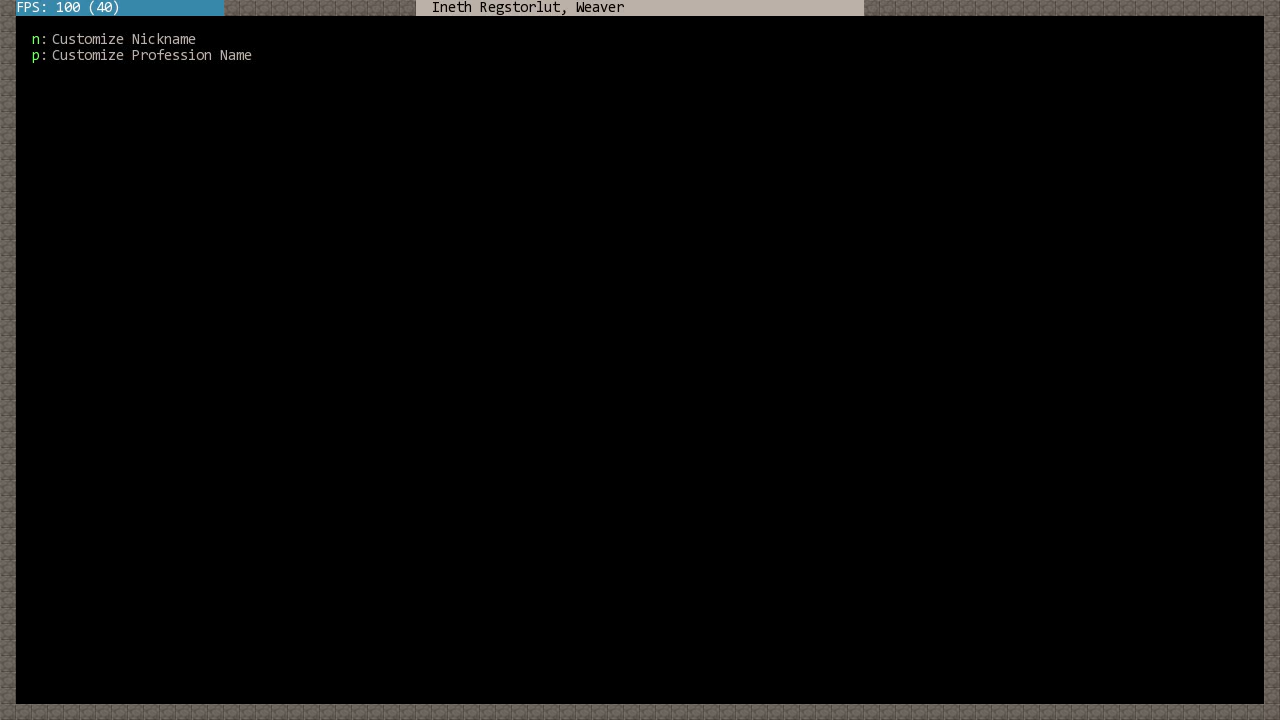 FPS: 100 (40)
Ineth Regstorlut, Weaver
n: Customize Nickname
p: Customize Profession Name